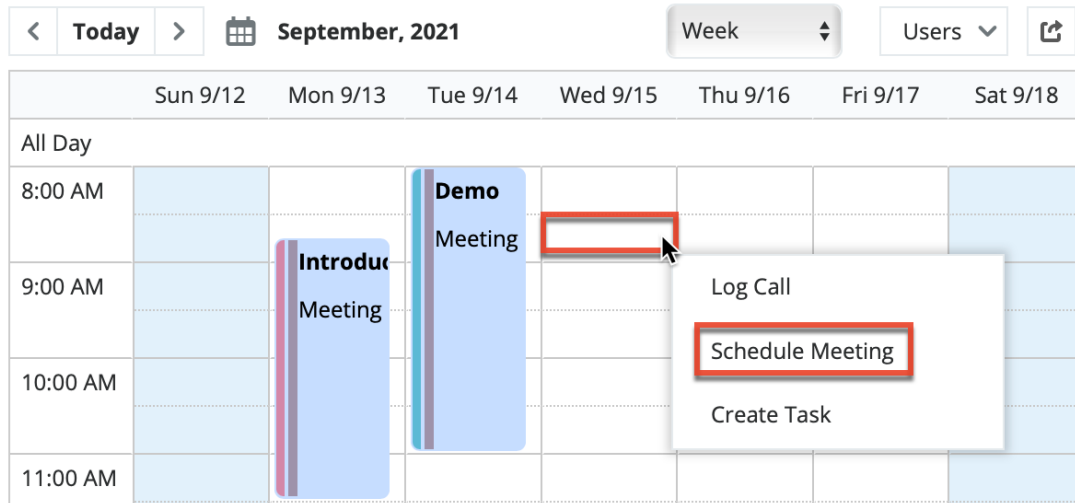 Today September, 2021 Week Users
Sun 9/12 Mon 9/13 Tue 9/14 Wed 9/15 Thu 9/16 Fri 9/17 Sat 9/18
All Day
8:00 AM
Demo
Meeting
Introduc
Meeting
9:00 AM
10:00 AM
11:00 AM
Log Call
Schedule Meeting
Create Task